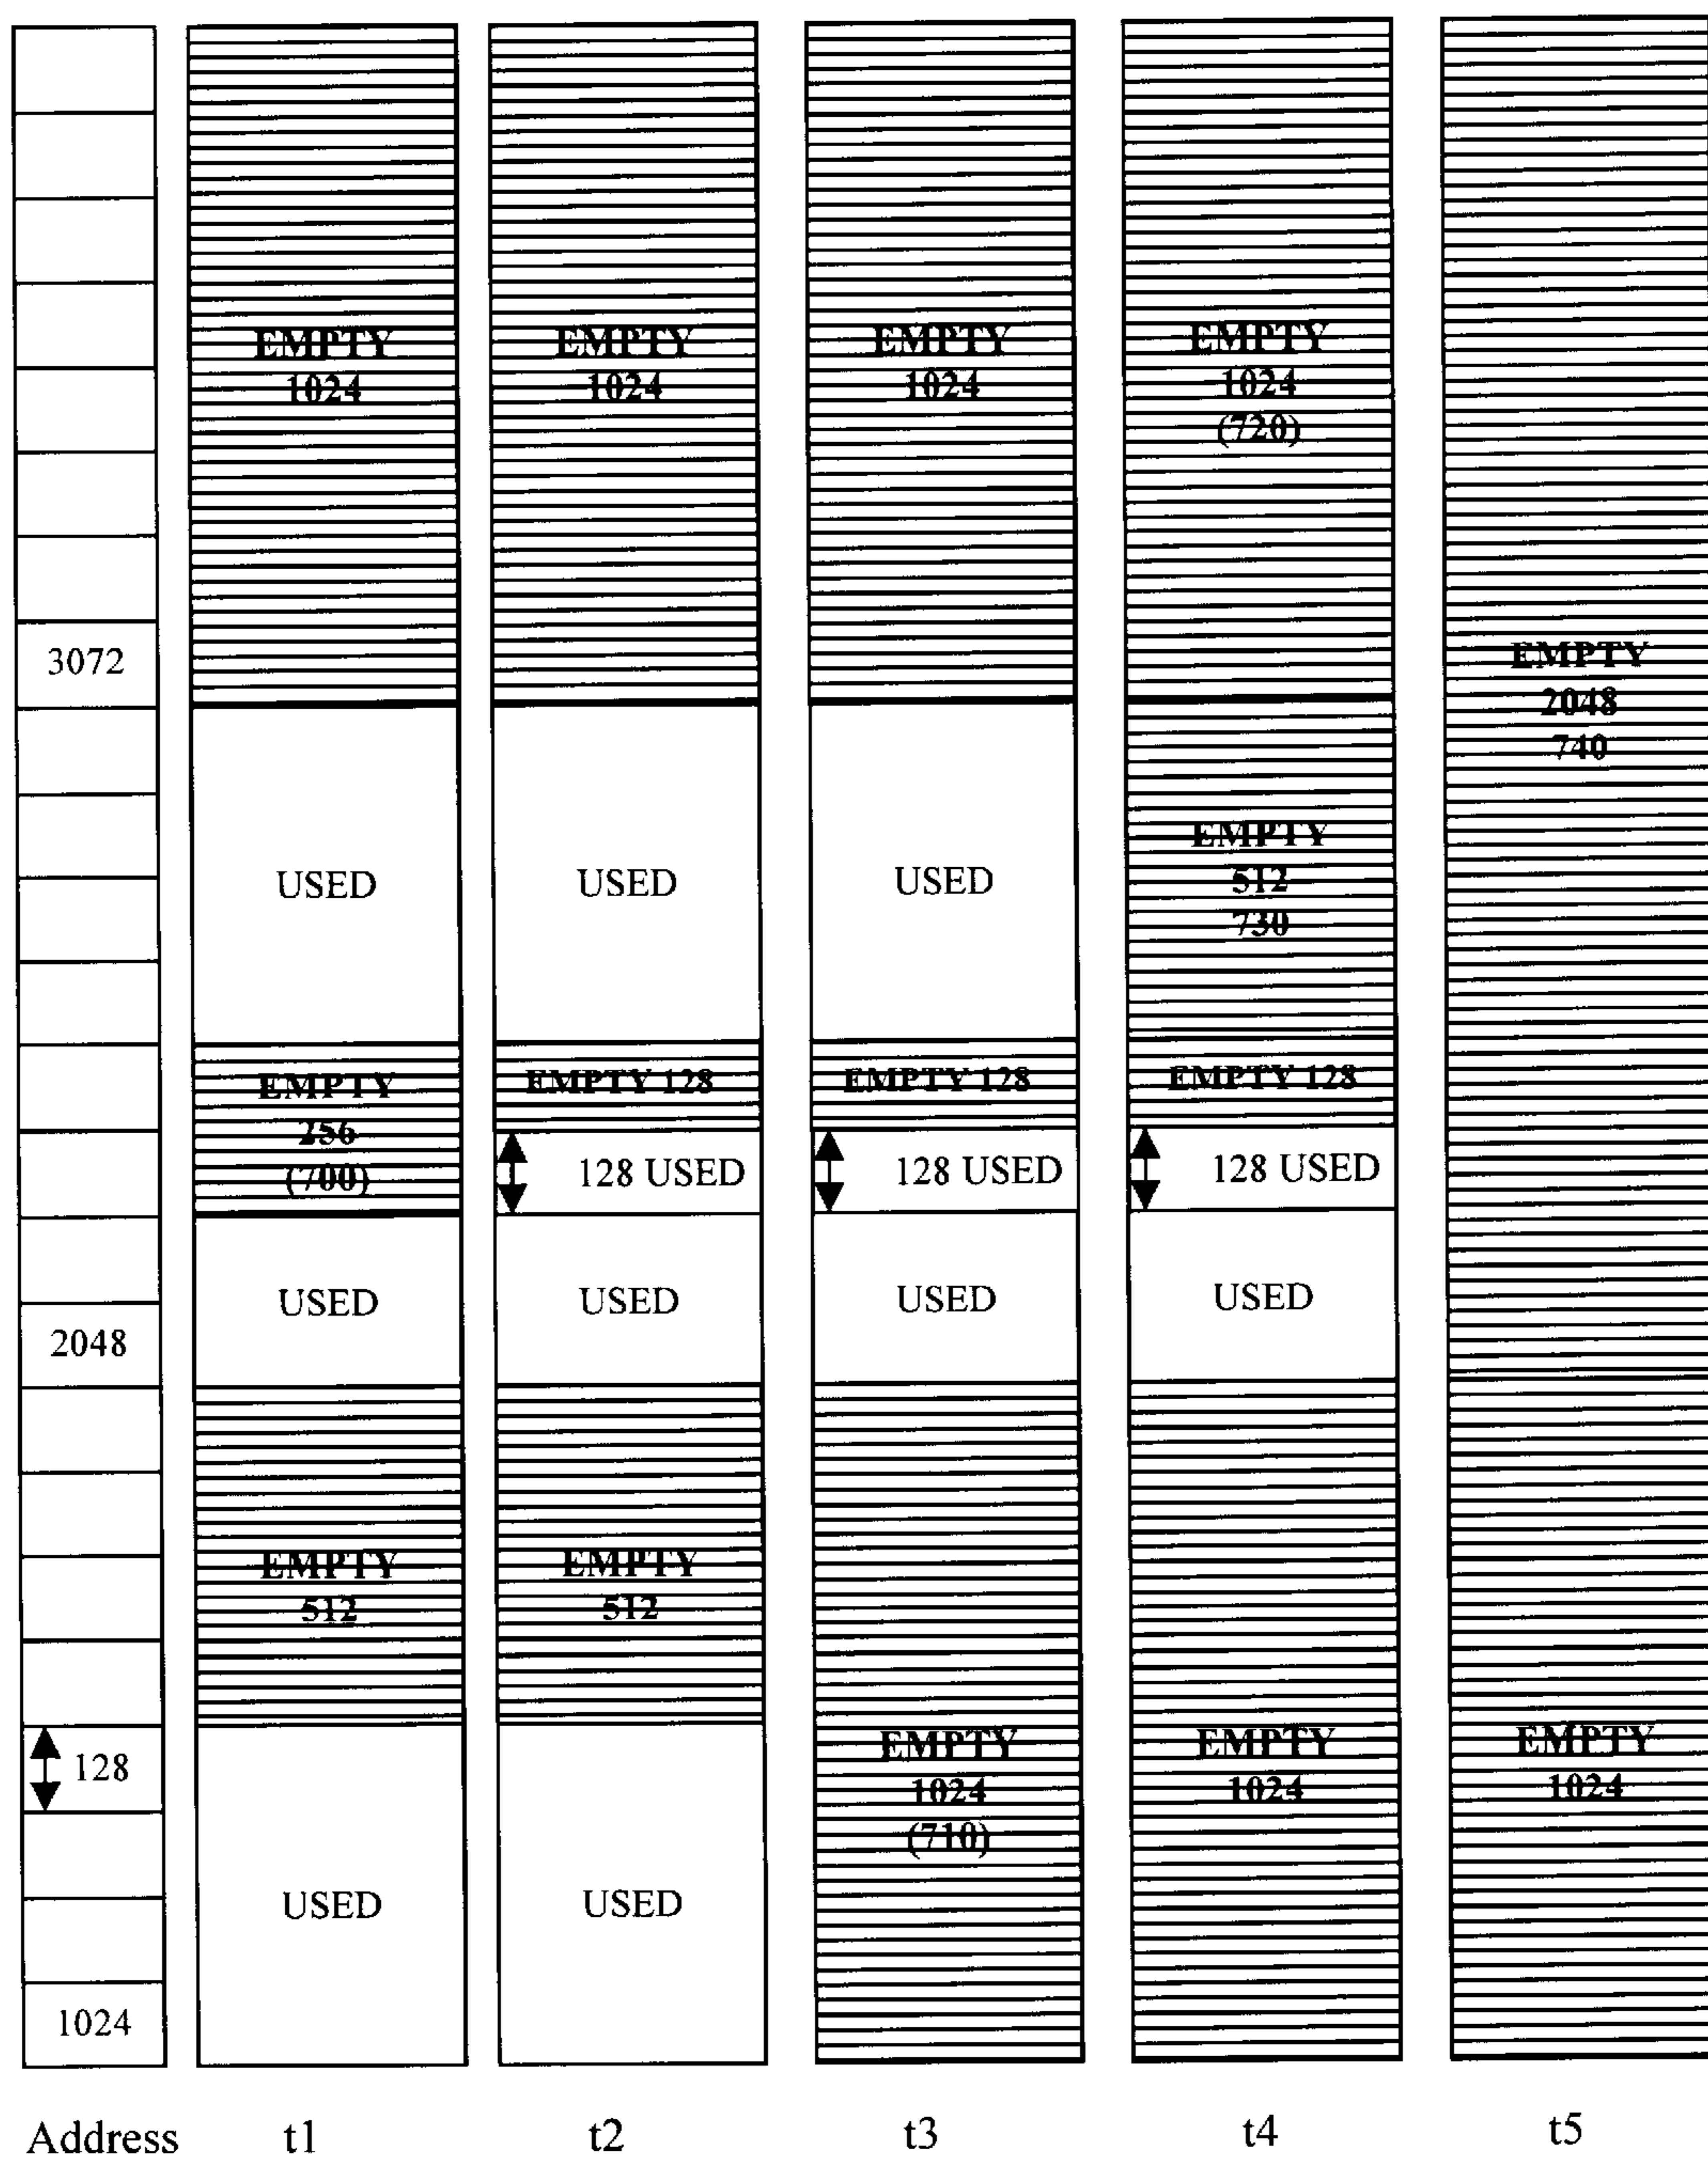 3072
2048
128
1024
Address
EMPTY
1024
USED
EMPTY
256
(700)
USED
EMPTY
512
USED
t1
EMPTY
1024
USED
EMPTY 128
128 USED
USED
EMPTY
512
USED
t2
EMPTY
1024
USED
EMPTY 128
128 USED
USED
EMPTY
1024
(710)
t3
EMPTY
1024
(720)
EMPTY
512
730
EMPTY 128
128 USED
USED
EMPTY
1024
t4
EMPTY
2048
740
EMPTY
1024
t5